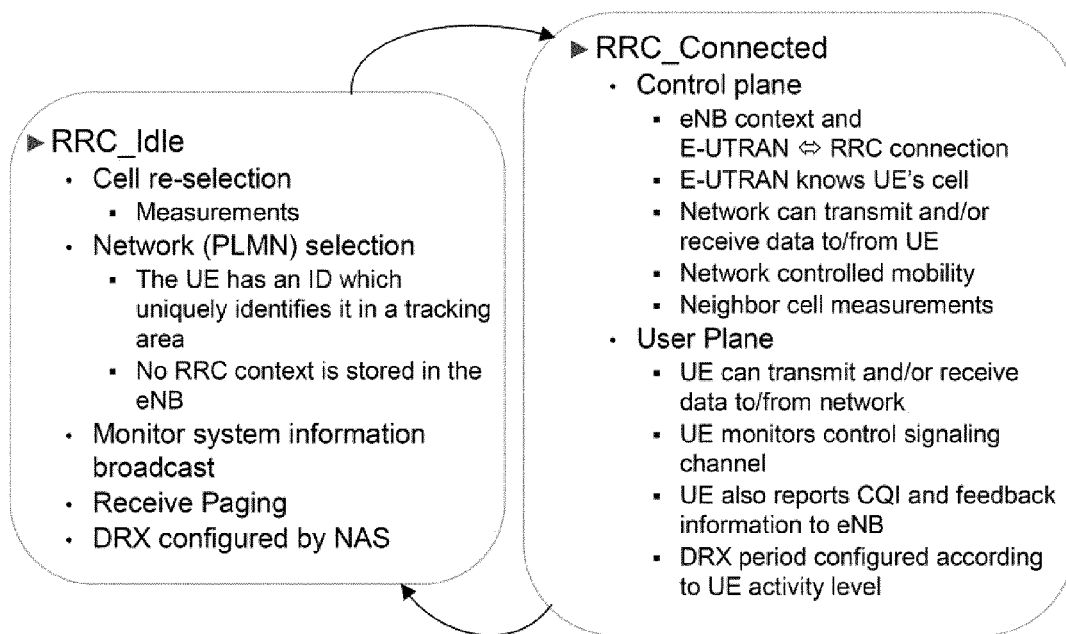 ► RRC_Idle
• Cell re-selection
▪ Measurements
• Network (PLMN) selection
▪ The UE has an ID which
uniquely identifies it in a tracking
area
▪ No RRC context is stored in the
eNB
• Monitor system information
broadcast
• Receive Paging
• DRX configured by NAS
► RRC_Connected
• Control plane
▪ eNB context and
E-UTRAN ⇔ RRC connection
▪ E-UTRAN knows UE's cell
▪ Network can transmit and/or
receive data to/from UE
▪ Network controlled mobility
▪ Neighbor cell measurements
• User Plane
▪ UE can transmit and/or receive
data to/from network
▪ UE monitors control signaling
channel
▪ UE also reports CQI and feedback
information to eNB
▪ DRX period configured according
to UE activity level